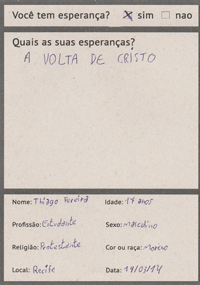 Você tem esperança? X sim □ nao
Quais as suas esperanças?
A VOLTA DE CRISTO
Nome: Thiago Pereira Idade: 17 anos
Profissão: Estudante Sexo: Masculino
Religião: Protestante Cor ou raça: Moreno
Local: Recife Data: 19/03/14